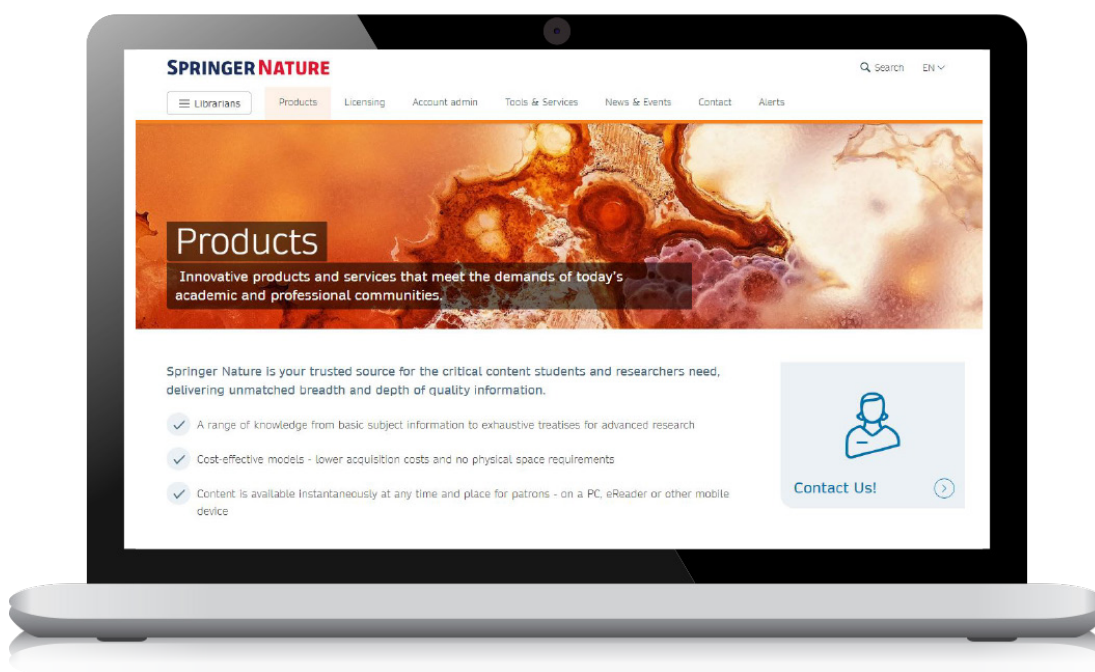 SPRINGER NATURE
Search EN
Librarians Products Licensing Account admin Tools & Services News & Events Contact Alerts
Products
Innovative products and services that meet the demands of today's
academic and professional communities.
Springer Nature is your trusted source for the critical content students and researchers need,
delivering unmatched breadth and depth of quality information.
A range of knowledge from basic subject information to exhaustive treatises for advanced research
Cost-effective models - lower acquisition costs and no physical space requirements
Content is available instantaneously at any time and place for patrons - on a PC, eReader or other mobile
device
Contact Us!